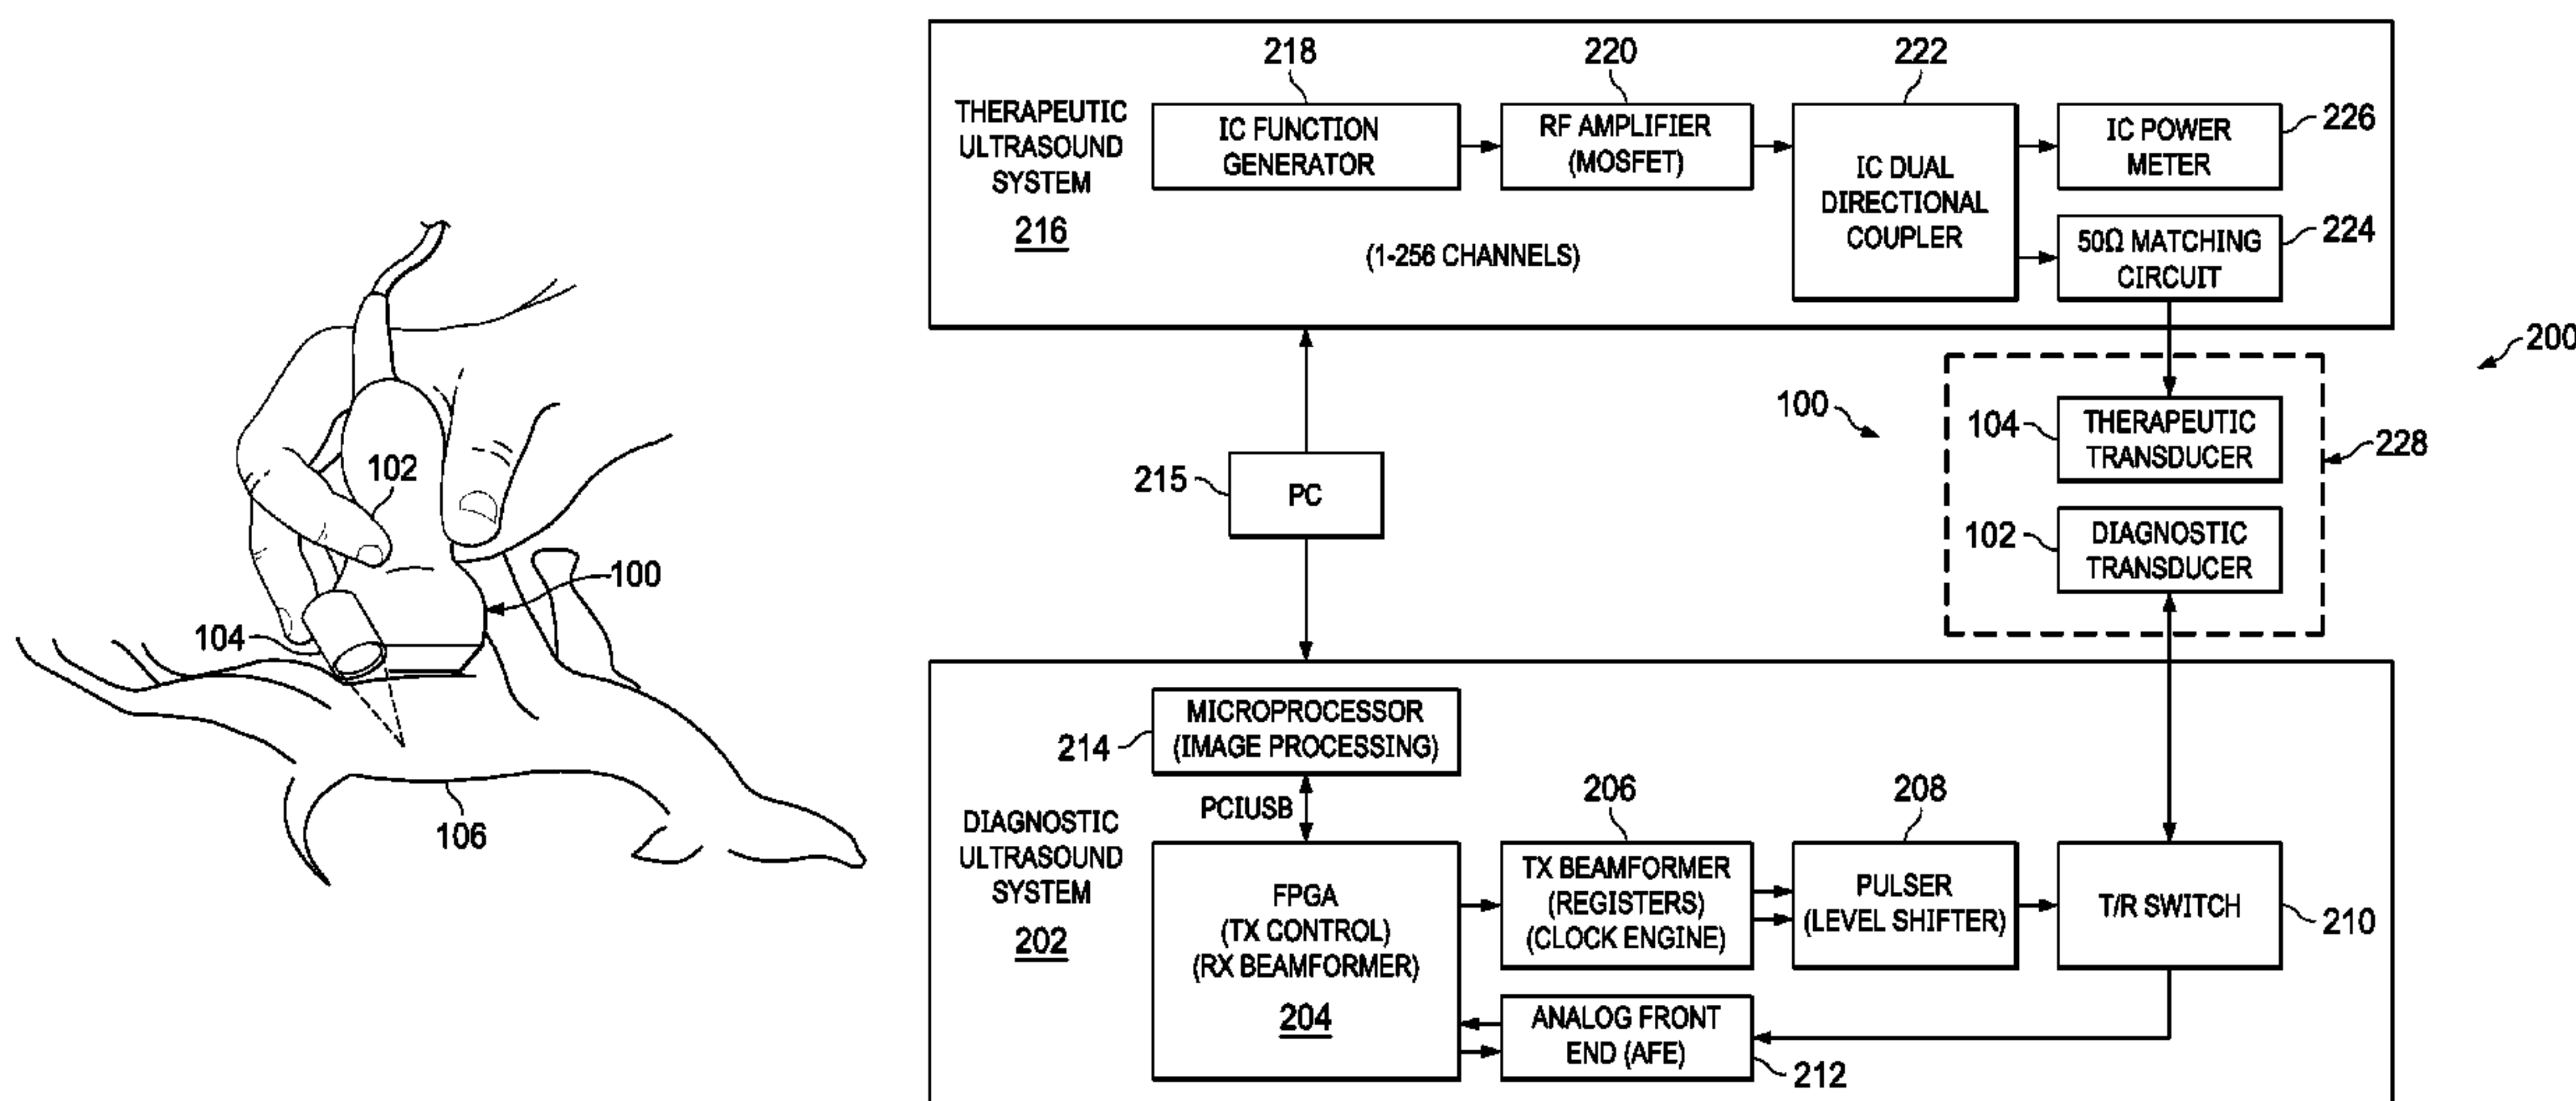 102
100
104
106
218
220
222
THERAPEUTIC
ULTRASOUND
SYSTEM
216
IC FUNCTION
GENERATOR
RF AMPLIFIER
(MOSFET)
IC DUAL
DIRECTIONAL
COUPLER
IC POWER
METER
226
(1-256 CHANNELS)
50Ω MATCHING
CIRCUIT
224
200
100
104
THERAPEUTIC
TRANSDUCER
228
215
PC
102
DIAGNOSTIC
TRANSDUCER
214
MICROPROCESSOR
(IMAGE PROCESSING)
PCIUSB
206
208
DIAGNOSTIC
ULTRASOUND
SYSTEM
202
FPGA
(TX CONTROL)
(RX BEAMFORMER)
204
TX BEAMFORMER
(REGISTERS)
(CLOCK ENGINE)
PULSER
(LEVEL SHIFTER)
T/R SWITCH
210
ANALOG FRONT
END (AFE)
212